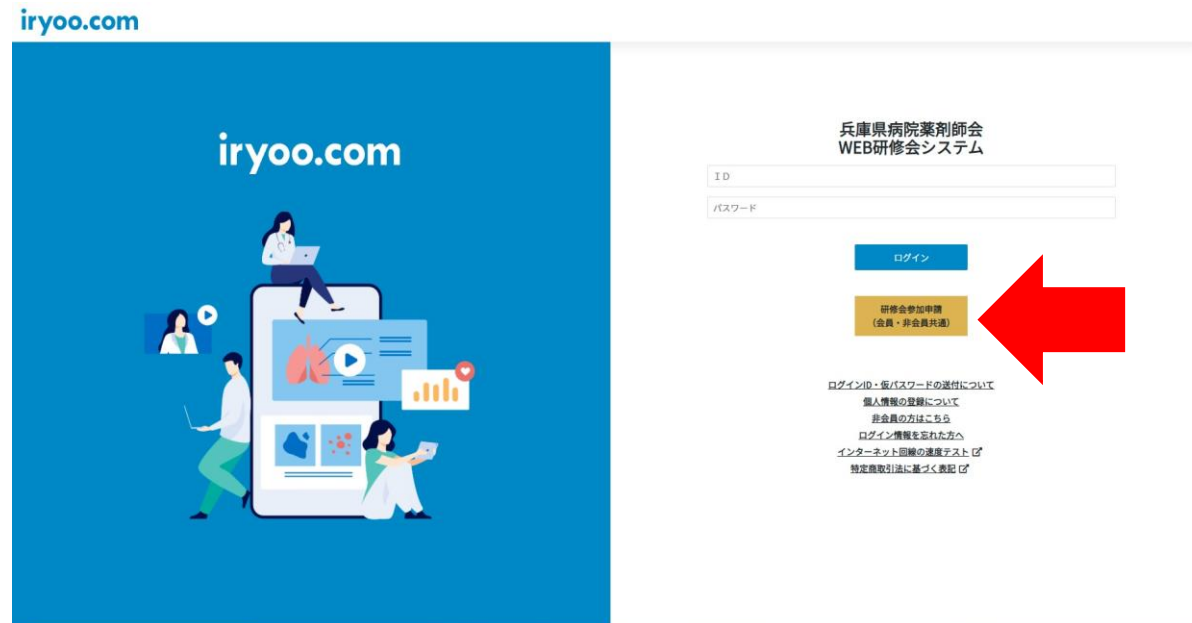 iryoo.com
iryoo.com
兵庫県病院薬剤師会
WEB研修会システム
ＩＤ
パスワード
ログイン
研修会参加申請
（会員・非会員共通）
ログインID・仮パスワードの送付について
個人情報の登録について
非会員の方はこちら
ログイン情報を忘れた方へ
インターネット回線の速度テスト
特定商取引法に基づく表記